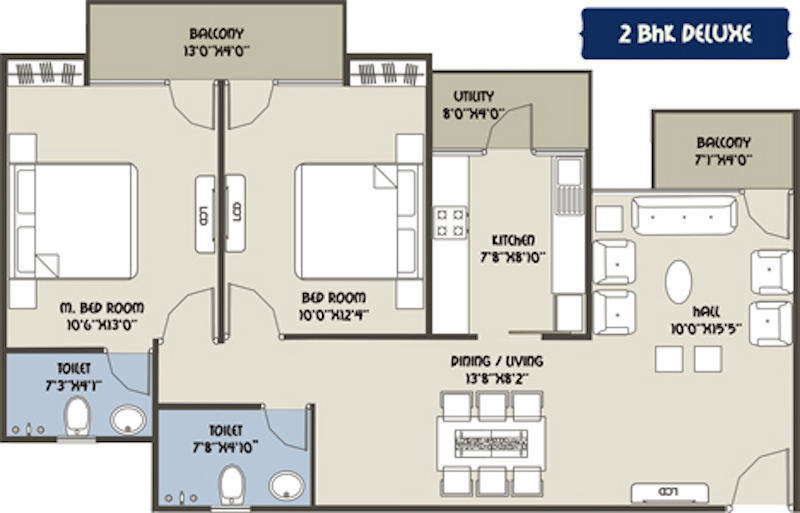 2 BHK DELUXE
BALCONY
13'0"X4'0"
UTILITY
8'0"X4'0"
BALCONY
7'1"X4'0"
LCD
LCD
KITCHEN
7'8"X8'10"
M. BED ROOM
10'6"X13'0"
BED ROOM
10'0"X12'4"
HALL
10'0"X15'5"
TOILET
7'3"X4'1"
DINING / LIVING
13'8"X8'2"
TOILET
7'8"X4'10"
LCD